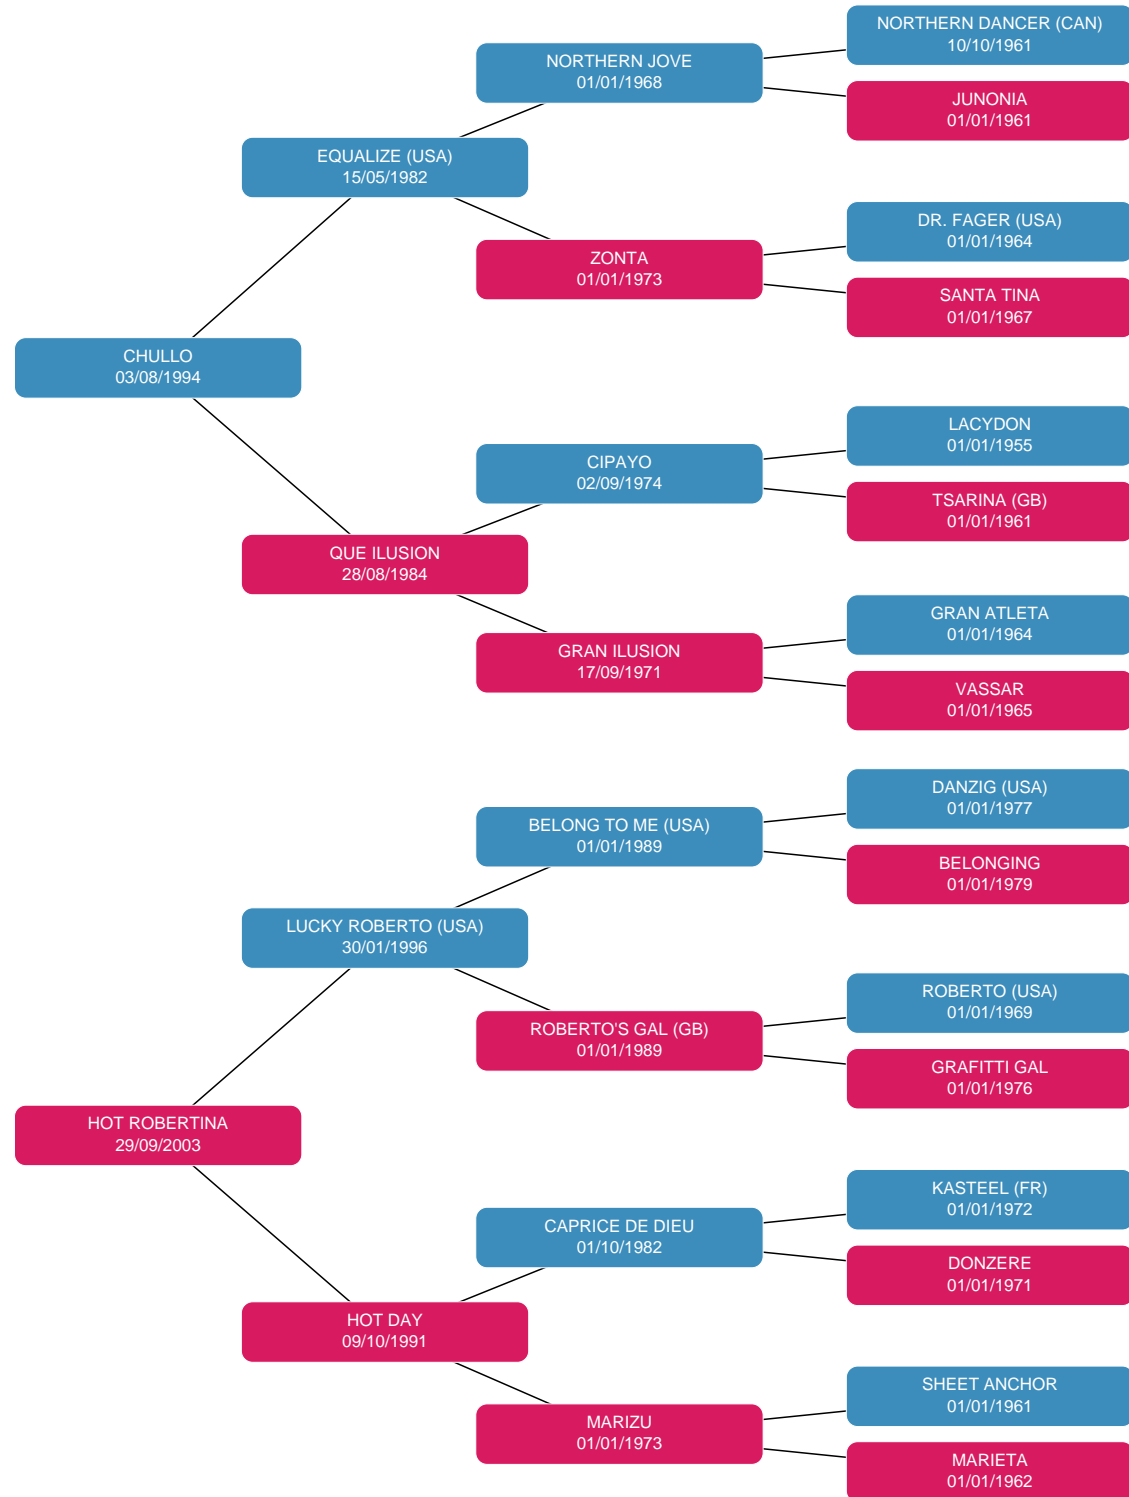 NORTHERN DANCER (CAN)
10/10/1961
NORTHERN JOVE
01/01/1968
JUNONIA
01/01/1961
EQUALIZE (USA)
15/05/1982
DR. FAGER (USA)
01/01/1964
ZONTA
01/01/1973
SANTA TINA
01/01/1967
CHULLO
03/08/1994
LACYDON
01/01/1955
CIPAYO
02/09/1974
TSARINA (GB)
01/01/1961
QUE ILUSION
28/08/1984
GRAN ATLETA
01/01/1964
GRAN ILUSION
17/09/1971
VASSAR
01/01/1965
DANZIG (USA)
01/01/1977
BELONG TO ME (USA)
01/01/1989
BELONGING
01/01/1979
LUCKY ROBERTO (USA)
30/01/1996
ROBERTO (USA)
01/01/1969
ROBERTO'S GAL (GB)
01/01/1989
GRAFITTI GAL
01/01/1976
HOT ROBERTINA
29/09/2003
KASTEEL (FR)
01/01/1972
CAPRICE DE DIEU
01/10/1982
DONZERE
01/01/1971
HOT DAY
09/10/1991
SHEET ANCHOR
01/01/1961
MARIZU
01/01/1973
MARIETA
01/01/1962